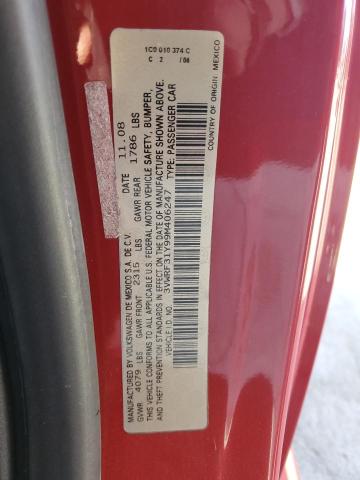 1C0 010 374 C
C 2 / 08
MANUFACTURED BY VOLKSWAGEN DE MEXICO S.A. DE C.V. DATE 11.08
GVWR 4079 LBS GAWR FRONT 2315 LBS GAWR REAR 1786 LBS
THIS VEHICLE CONFORMS TO ALL APPLICABLE U.S. FEDERAL MOTOR VEHICLE SAFETY, BUMPER,
AND THEFT PREVENTION STANDARDS IN EFFECT ON THE DATE OF MANUFACTURE SHOWN ABOVE.
VEHICLE I.D. NO. 3VWRF31Y99M406247 TYPE: PASSENGER CAR
COUNTRY OF ORIGIN: MEXICO